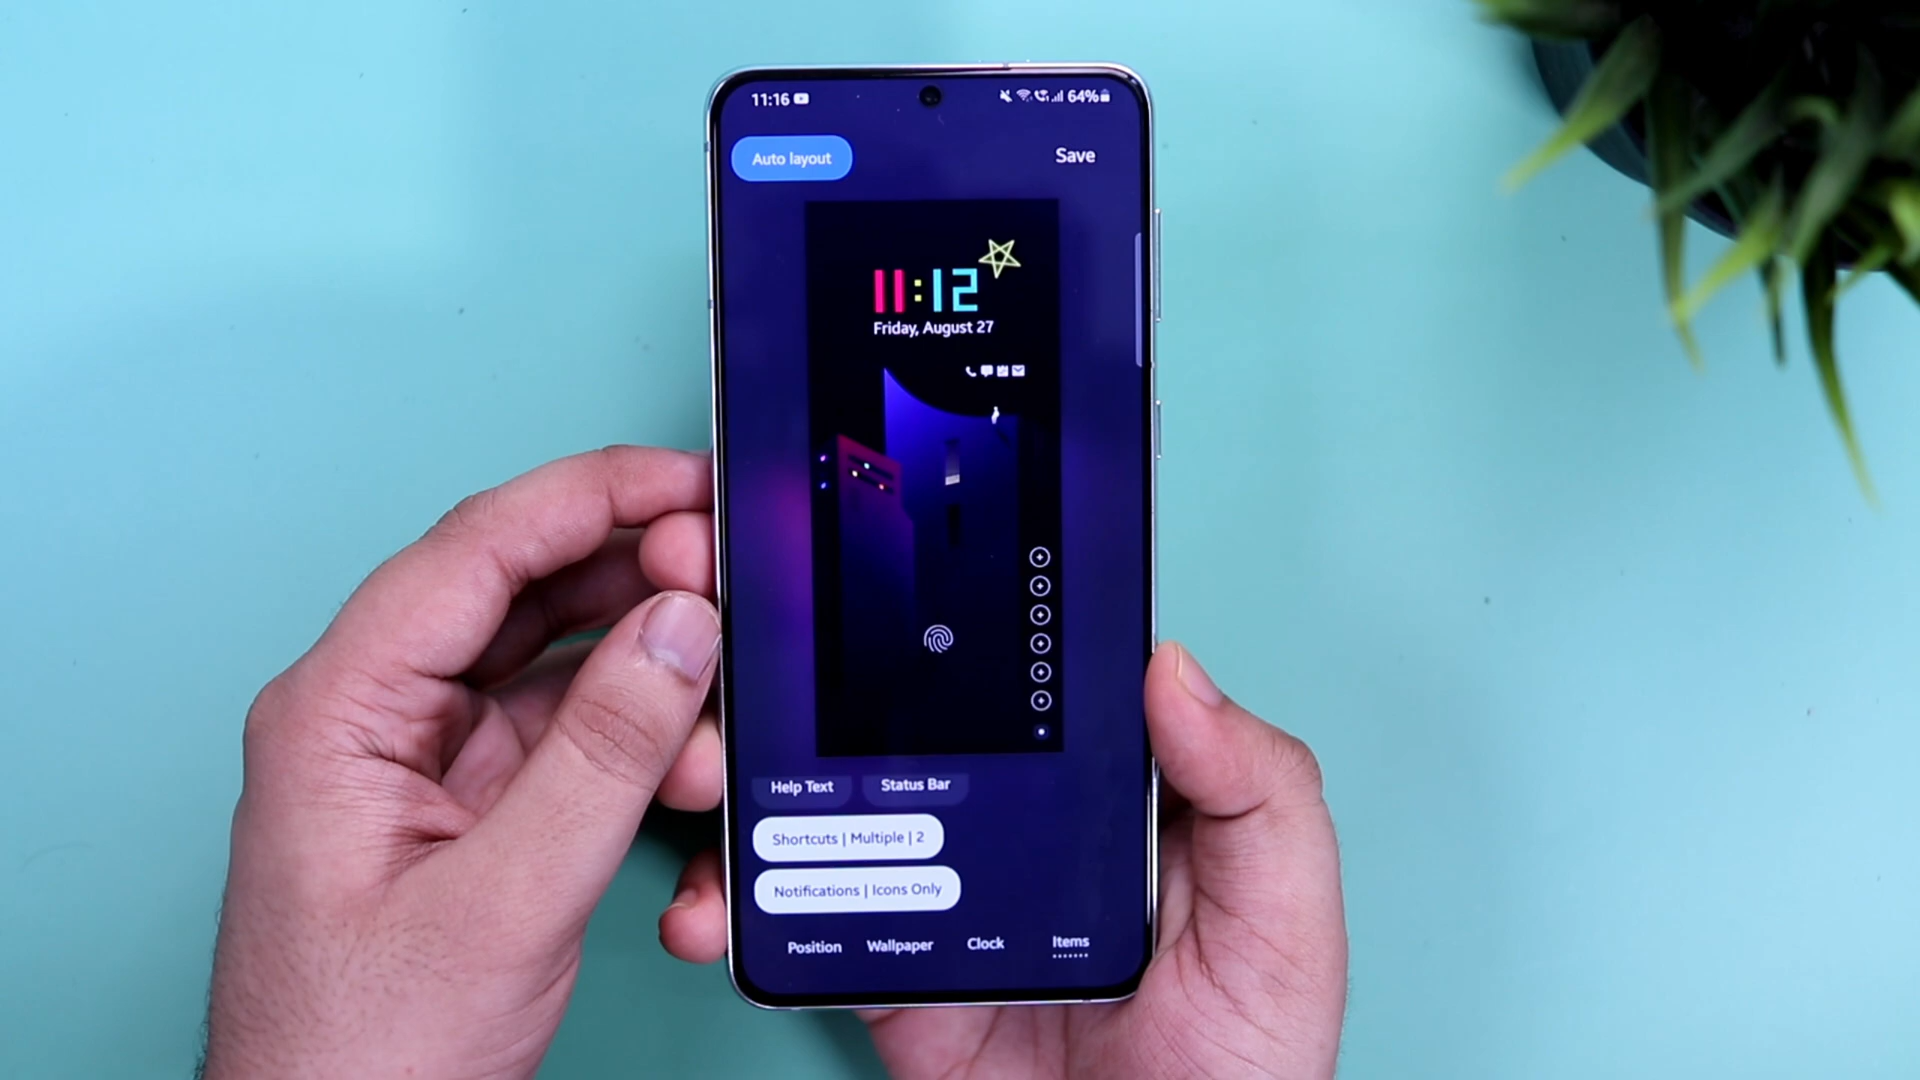 11:16 64%
Auto layout Save
11:12
Friday, August 27
Help Text Status Bar
Shortcuts | Multiple | 2
Notifications | Icons Only
Position Wallpaper Clock Items